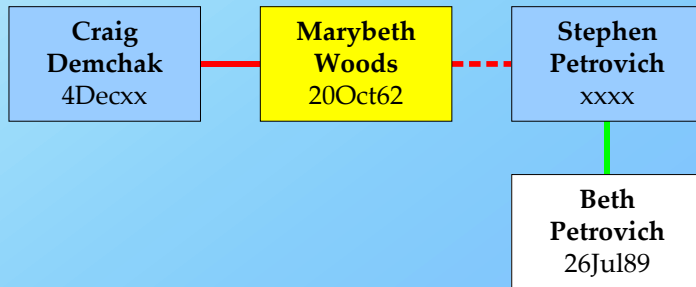 Craig
Demchak
4Decxx
Marybeth
Woods
20Oct62
Stephen
Petrovich
xxxx
Beth
Petrovich
26Jul89